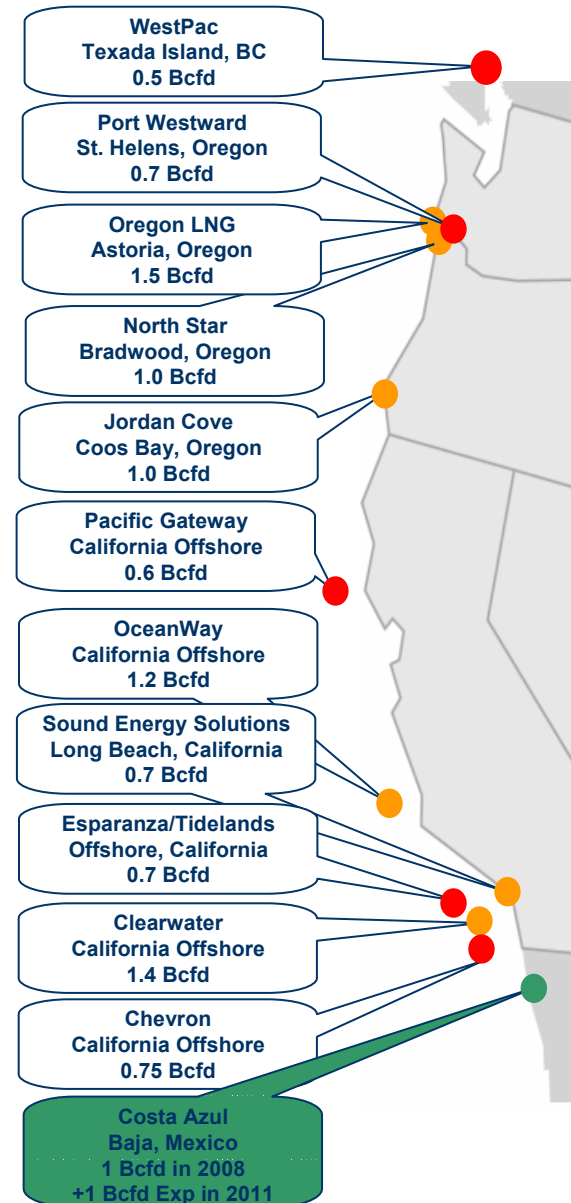 WestPac
Texada Island, BC
0.5 Bcfd
Port Westward
St. Helens, Oregon
0.7 Bcfd
Oregon LNG
Astoria, Oregon
1.5 Bcfd
North Star
Bradwood, Oregon
1.0 Bcfd
Jordan Cove
Coos Bay, Oregon
1.0 Bcfd
Pacific Gateway
California Offshore
0.6 Bcfd
OceanWay
California Offshore
1.2 Bcfd
Sound Energy Solutions
Long Beach, California
0.7 Bcfd
Esparanza/Tidelands
Offshore, California
0.7 Bcfd
Clearwater
California Offshore
1.4 Bcfd
Chevron
California Offshore
0.75 Bcfd
Costa Azul
Baja, Mexico
1 Bcfd in 2008
+1 Bcfd Exp in 2011